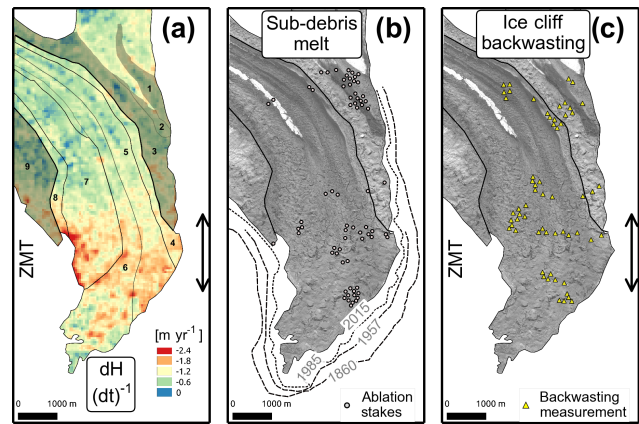 (a)
1
2
3
5
9
7
8
4
6
ZMT
[m yr⁻¹]
-2.4
-1.8
-1.2
-0.6
0
dH
(dt)⁻¹
0 1000 m
Sub-debris
melt
(b)
2015
1957
1985
1860
0 1000 m
Ablation
stakes
Ice cliff
backwasting
(c)
ZMT
0 1000 m
Backwasting
measurement